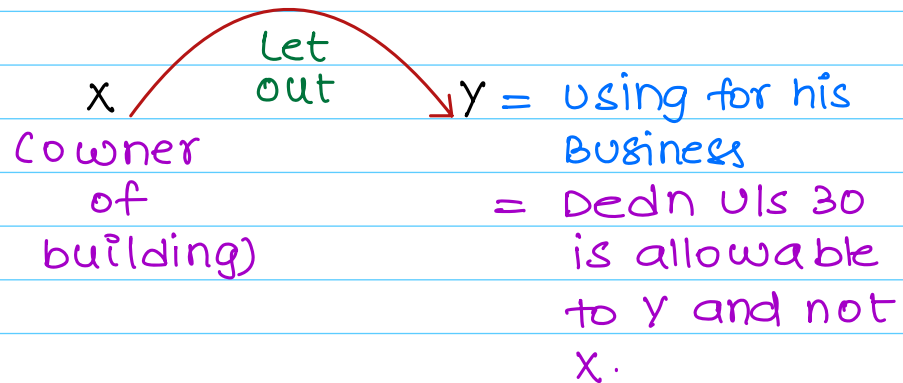 Let
out
X Y = using for his
(owner Business
of = Dedn U/s 30
building) is allowable
to Y and not
X.